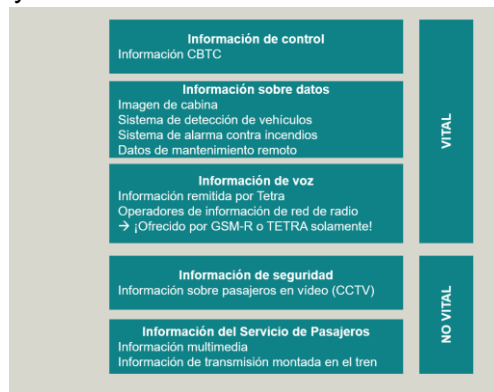 Información de control
Información CBTC
Información sobre datos
Imagen de cabina
Sistema de detección de vehículos
Sistema de alarma contra incendios
Datos de mantenimiento remoto
VITAL
Información de voz
Información remitida por Tetra
Operadores de información de red de radio
→ ¡Ofrecido por GSM-R o TETRA solamente!
Información de seguridad
Información sobre pasajeros en vídeo (CCTV)
NO VITAL
Información del Servicio de Pasajeros
Información multimedia
Información de transmisión montada en el tren